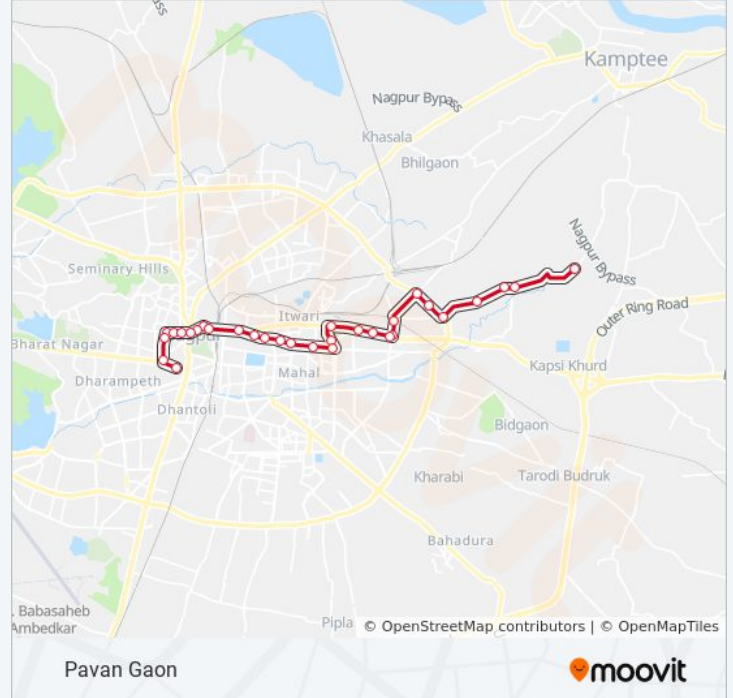 Kamptee
Nagpur Bypass
Khasala
Bhilgaon
Nagpur Bypass
Seminary Hills
Outer Ring Road
Itwari
Bharat Nagar
Mahal
Kapsi Khurd
Dharampeth
Dhantoli
Bidgaon
Kharabi
Tarodi Budruk
Bahadura
. Babasaheb
Ambedkar
Pipla
© OpenStreetMap contributors | © OpenMapTiles
Pavan Gaon
moovit